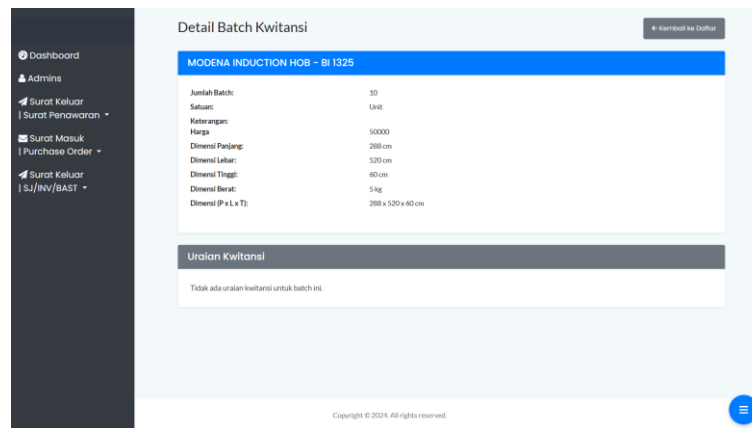 Detail Batch Kwitansi
← Kembali ke Daftar
Dashboard
Admins
Surat Keluar
| Surat Penawaran
Surat Masuk
| Purchase Order
Surat Keluar
| SJ/INV/BAST
MODENA INDUCTION HOB - BI 1325
Jumlah Batch: 10
Satuan: Unit
Keterangan:
Harga 50000
Dimensi Panjang: 288 cm
Dimensi Lebar: 520 cm
Dimensi Tinggi: 60 cm
Dimensi Berat: 5 kg
Dimensi (P x L x T): 288 x 520 x 60 cm
Uraian Kwitansi
Tidak ada uraian kwitansi untuk batch ini.
Copyright © 2024. All rights reserved.